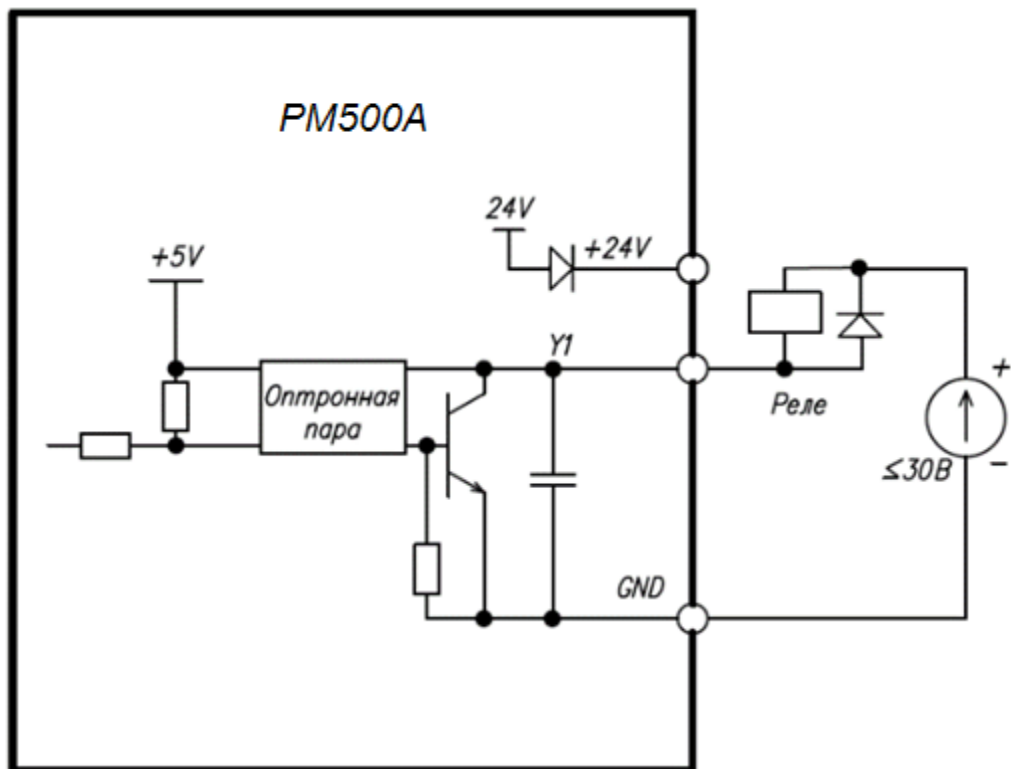 PM500A
24V
+24V
+5V
Y1
Оптронная
пара
Реле
+
≤30В
−
GND